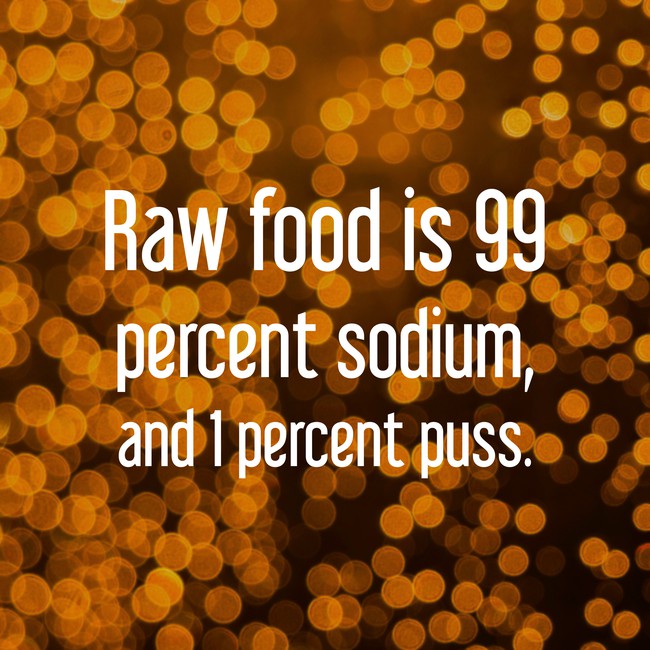 Raw food is 99
percent sodium,
and 1 percent puss.